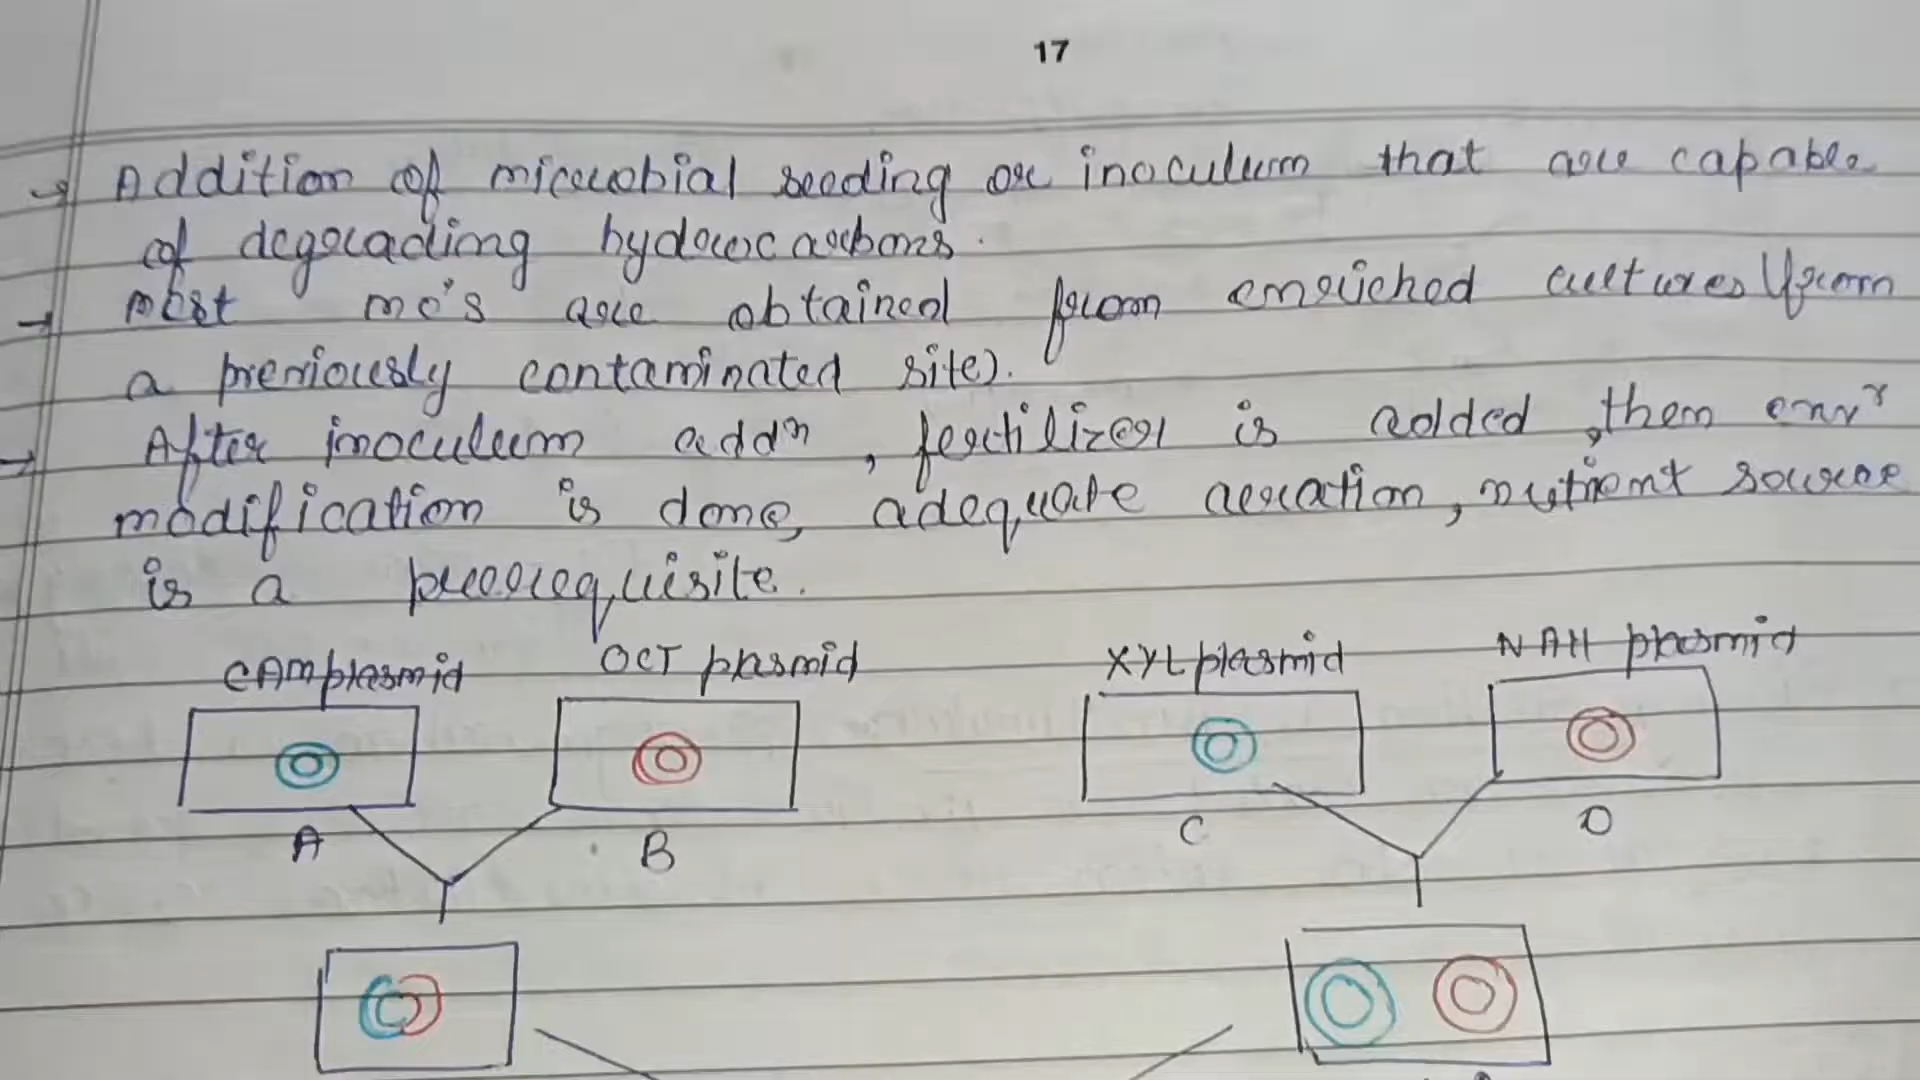 17
→ Addition of microbial seeding or inoculum that are capable
of degrading hydrocarbons.
→ most mo's are obtained from enriched cultures (from
a previously contaminated site).
→ After inoculum addⁿ, fertilizer is added, then envʳ
modification is done, adequate aeration, nutrient source
is a prerequisite.
CAM plasmid OCT plasmid XYL plasmid NAH plasmid
A B C D